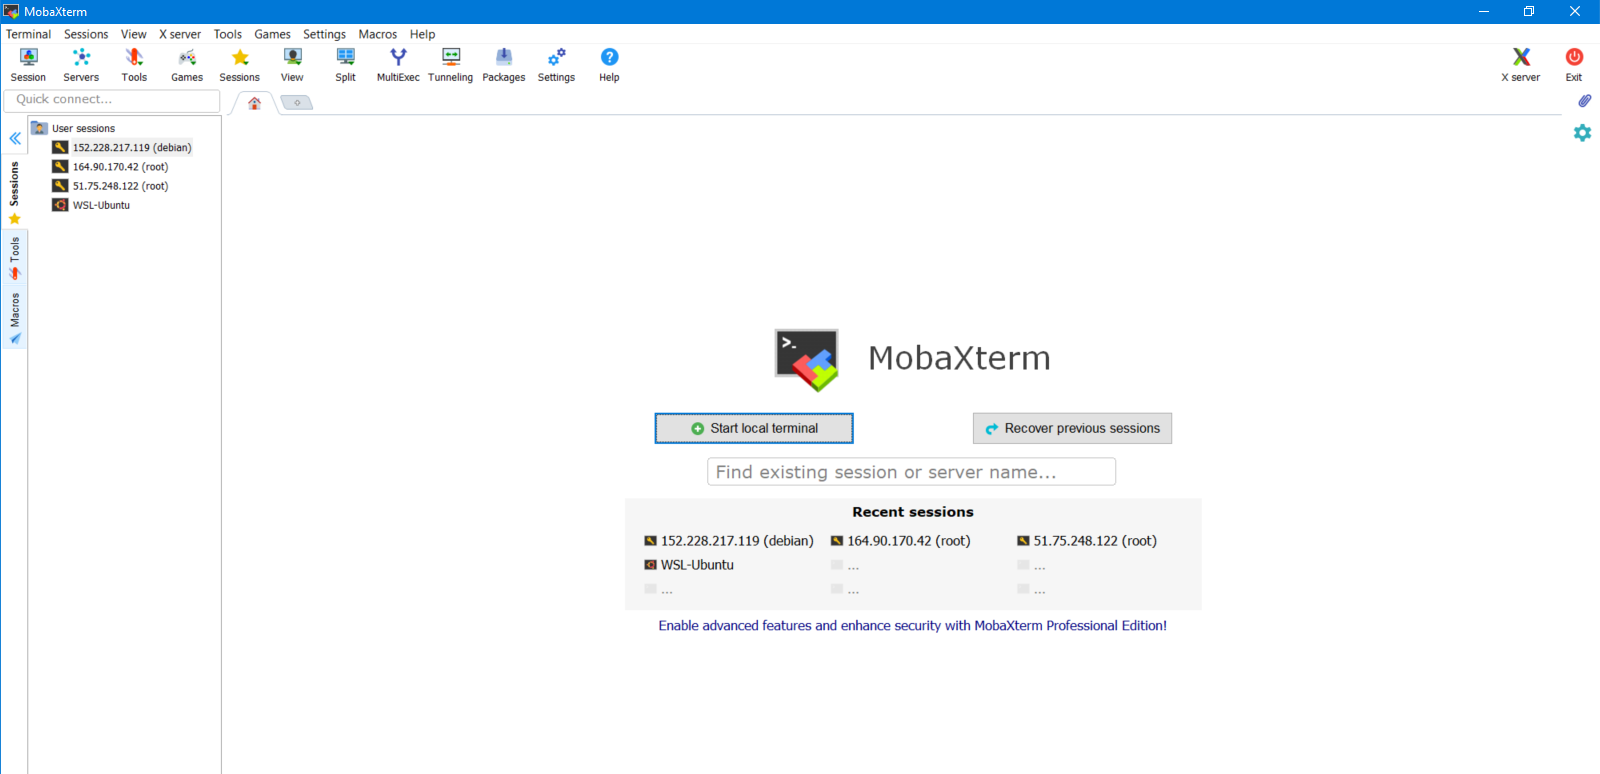 MobaXterm
Terminal Sessions View X server Tools Games Settings Macros Help
Session Servers Tools Games Sessions View Split MultiExec Tunneling Packages Settings Help X server Exit
Quick connect...
User sessions
152.228.217.119 (debian)
164.90.170.42 (root)
51.75.248.122 (root)
WSL-Ubuntu
Sessions
Tools
Macros
>_
MobaXterm
Start local terminal Recover previous sessions
Find existing session or server name...
Recent sessions
152.228.217.119 (debian) 164.90.170.42 (root) 51.75.248.122 (root)
WSL-Ubuntu ... ...
... ... ...
Enable advanced features and enhance security with MobaXterm Professional Edition!